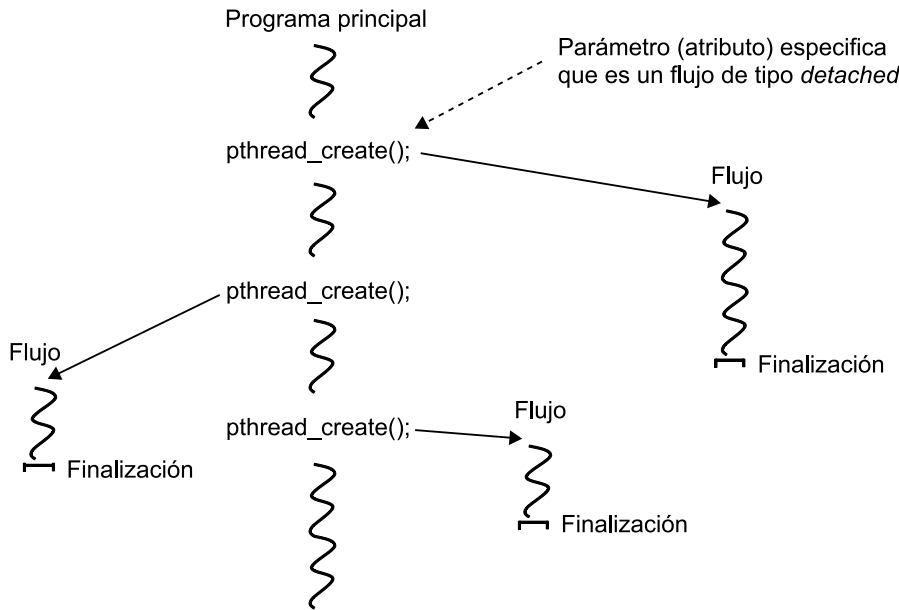 Programa principal
Parámetro (atributo) especifica
que es un flujo de tipo detached
pthread_create();
Flujo
pthread_create();
Finalización
Flujo
Flujo
pthread_create();
Finalización
Finalización